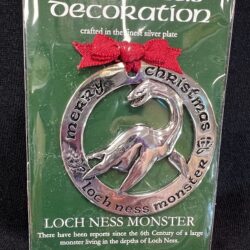 decoration
crafted in the finest silver plate
merry christmas
loch ness monster
LOCH NESS MONSTER
There have been reports since the 6th Century of a large
monster living in the depths of Loch Ness.